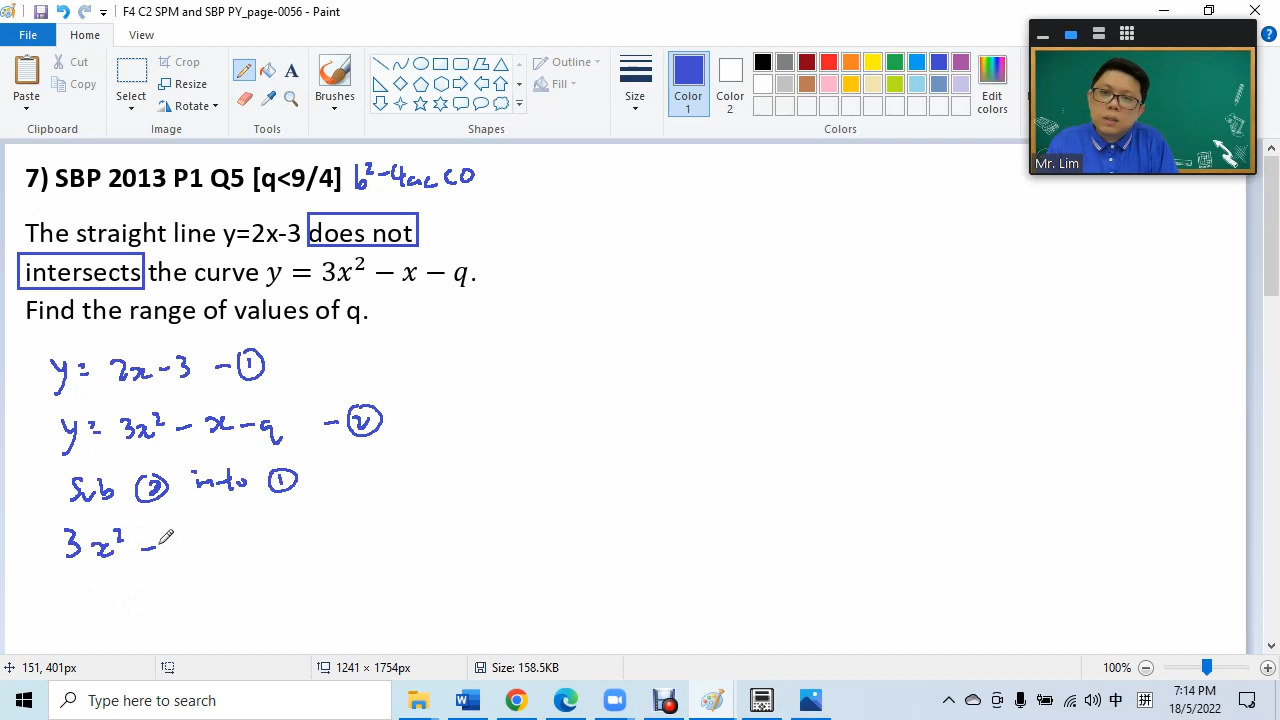 F4 C2 SPM and SBP PY_page-0056 - Paint
File Home View
Paste Cut Copy
Clipboard
Select Crop Resize Rotate
Image
A
Tools
Brushes
Shapes
Outline
Fill
Size
Color 1
Color 2
Edit colors
Colors
Mr. Lim
7) SBP 2013 P1 Q5 [q<9/4] b²-4ac<0
The straight line y=2x-3 does not
intersects the curve y = 3x² − x − q.
Find the range of values of q.
y = 2x - 3 - ①
y = 3x² - x - q - ②
Sub ② into ①
3x² -
151, 401px 1241 × 1754px Size: 158.5KB 100%
Type here to search
中 拼 7:14 PM
18/5/2022